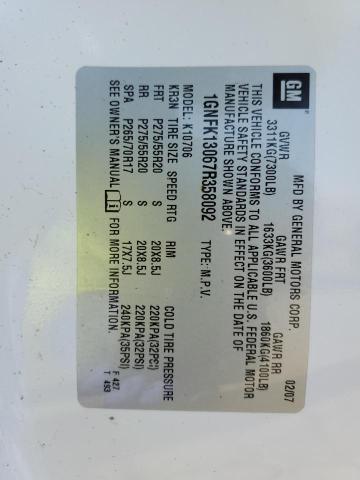 GM
MFD BY GENERAL MOTORS CORP. 02/07
GVWR GAWR FRT GAWR RR
3311KG(7300LB) 1633KG(3600LB) 1860KG(4100LB)
THIS VEHICLE CONFORMS TO ALL APPLICABLE U.S. FEDERAL MOTOR
VEHICLE SAFETY STANDARDS IN EFFECT ON THE DATE OF
MANUFACTURE SHOWN ABOVE.
1GNFK13067R358092 TYPE: M.P.V.
MODEL: K10706
KR3N TIRE SIZE SPEED RTG RIM COLD TIRE PRESSURE
FRT P275/55R20 S 20X8.5J 220KPA(32PSI)
RR P275/55R20 S 20X8.5J 220KPA(32PSI)
SPA P265/70R17 S 17X7.5J 240KPA(35PSI)
SEE OWNER'S MANUAL i FOR MORE INFORMATION.
F 427
T 493